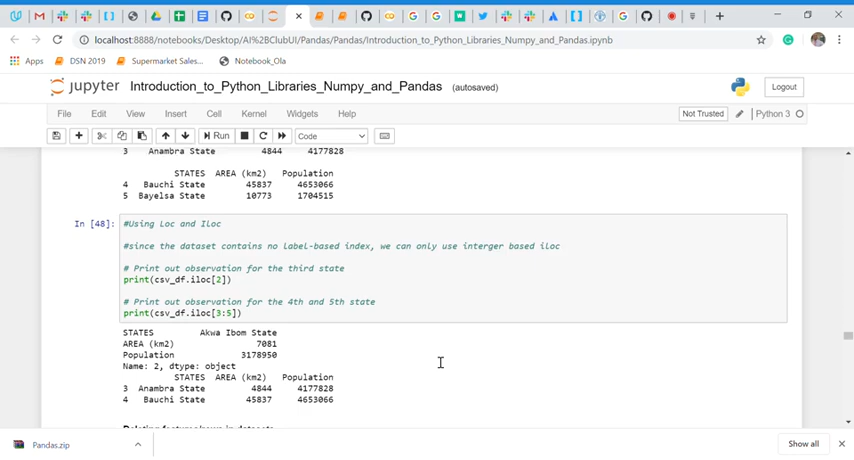 localhost:8888/notebooks/Desktop/AI%2BClubUI/Pandas/Pandas/Introduction_to_Python_Libraries_Numpy_and_Pandas.ipynb
Apps DSN 2019 Supermarket Sales... Notebook_Ola
jupyter Introduction_to_Python_Libraries_Numpy_and_Pandas (autosaved) Logout
File Edit View Insert Cell Kernel Widgets Help Not Trusted Python 3
Run Code
3 Anambra State 4844 4177828
STATES AREA (km2) Population
4 Bauchi State 45837 4653066
5 Bayelsa State 10773 1704515
In [48]: #Using Loc and Iloc
#since the dataset contains no label-based index, we can only use interger based iloc
# Print out observation for the third state
print(csv_df.iloc[2])
# Print out observation for the 4th and 5th state
print(csv_df.iloc[3:5])
STATES Akwa Ibom State
AREA (km2) 7081
Population 3178950
Name: 2, dtype: object
STATES AREA (km2) Population
3 Anambra State 4844 4177828
4 Bauchi State 45837 4653066
Pandas.zip Show all